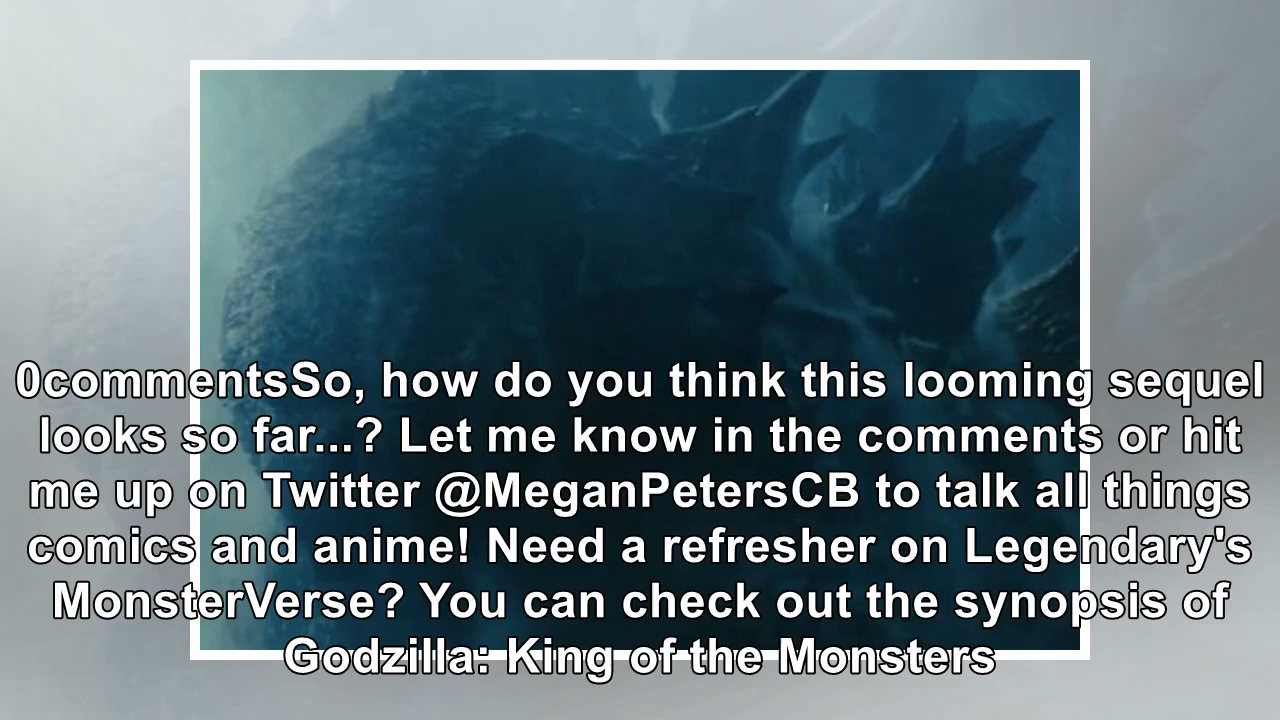 0commentsSo, how do you think this looming sequel
looks so far...? Let me know in the comments or hit
me up on Twitter @MeganPetersCB to talk all things
comics and anime! Need a refresher on Legendary's
MonsterVerse? You can check out the synopsis of
Godzilla: King of the Monsters